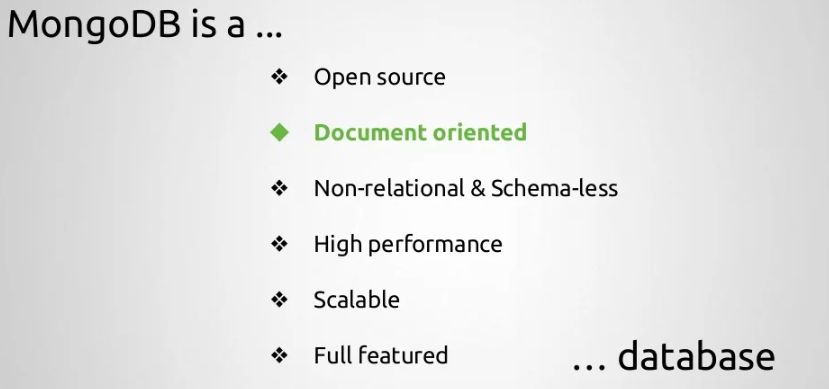 MongoDB is a ...
❖ Open source
◆ Document oriented
❖ Non-relational & Schema-less
❖ High performance
❖ Scalable
❖ Full featured
... database